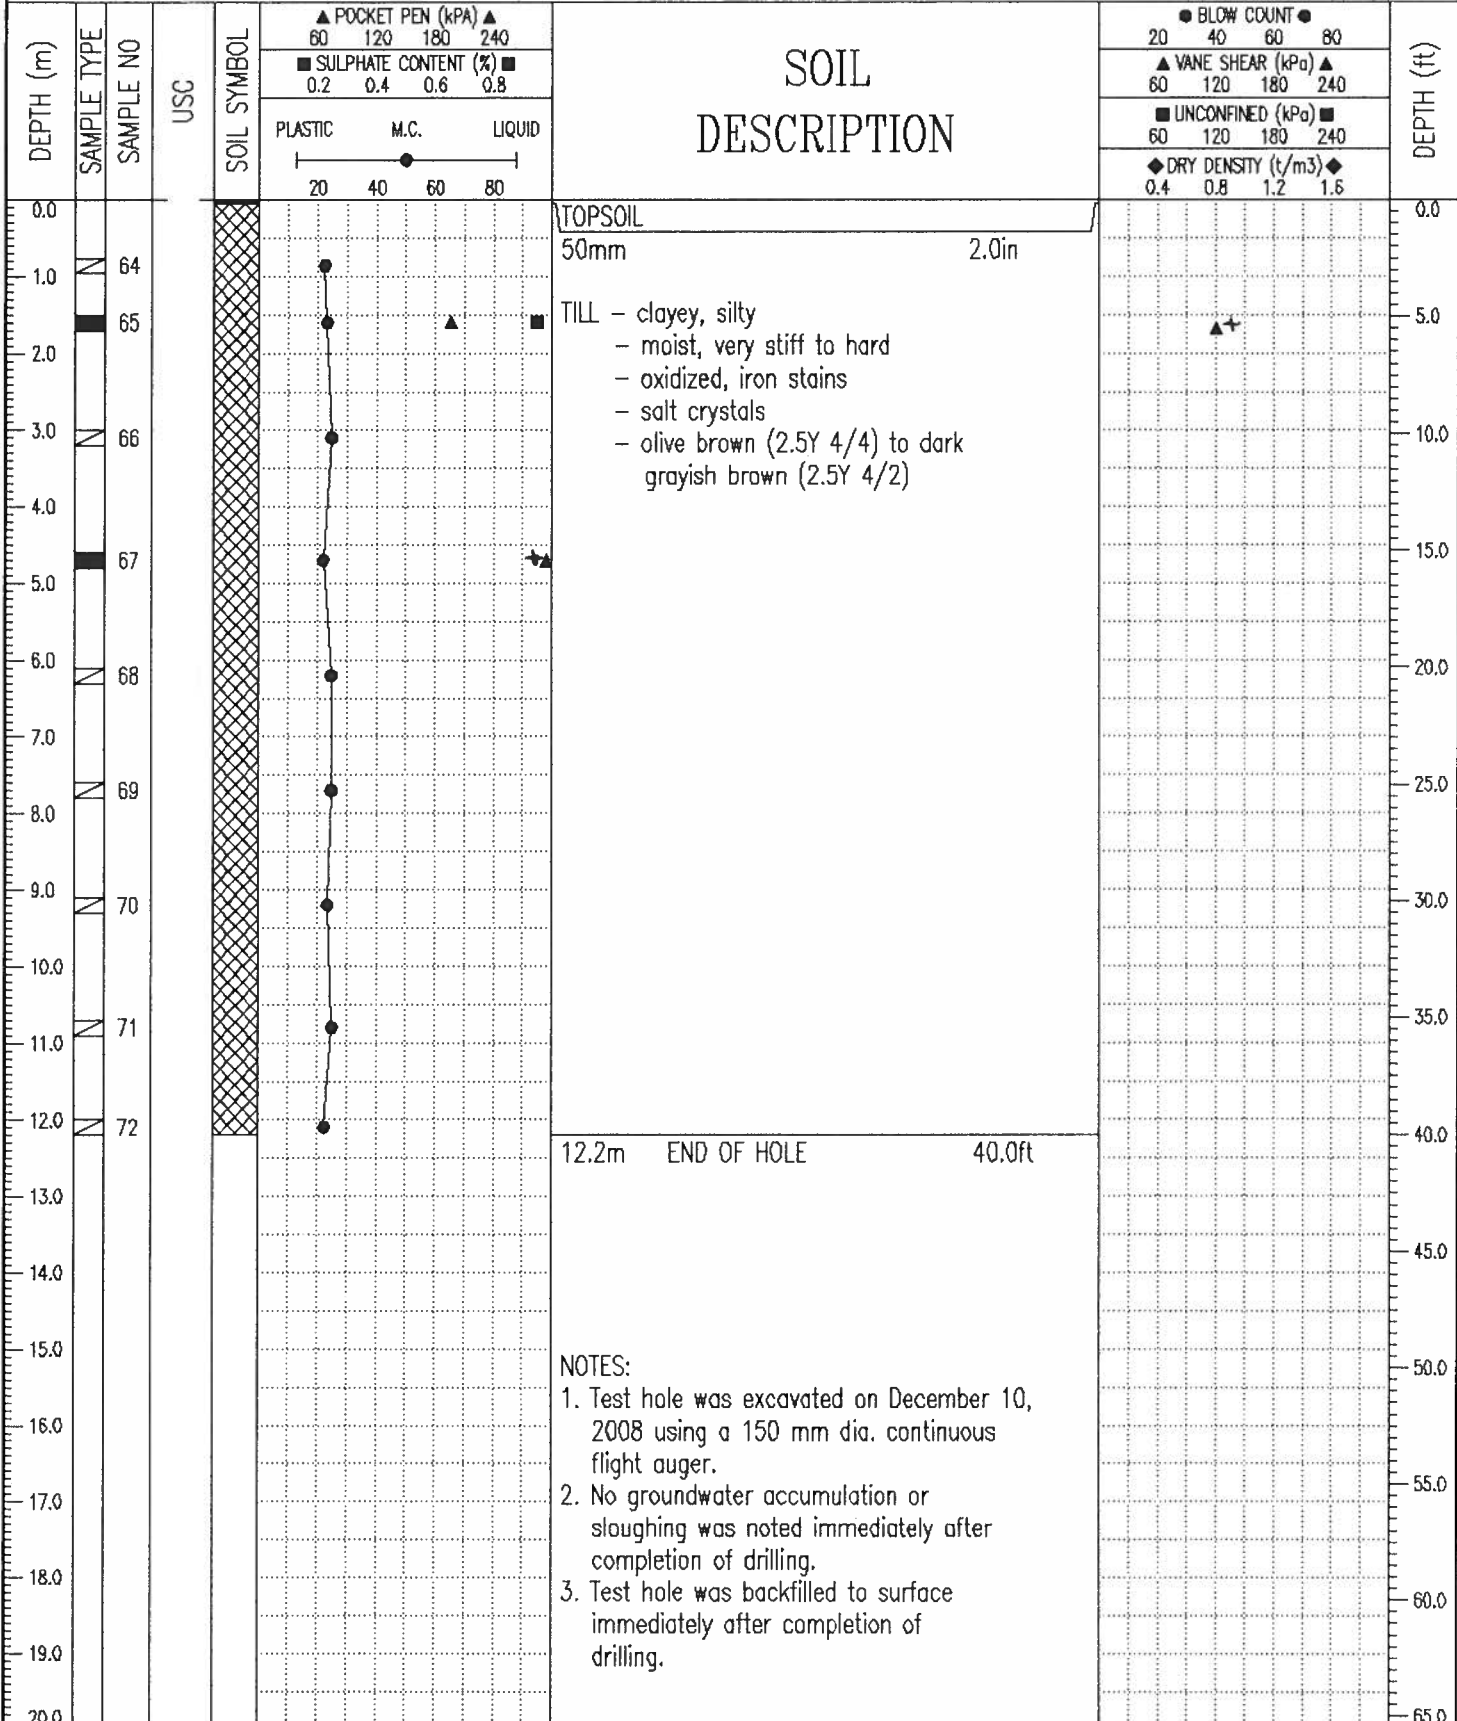 DEPTH (m)
SAMPLE TYPE
SAMPLE NO
USC
SOIL SYMBOL
▲ POCKET PEN (kPA) ▲
60 120 180 240
■ SULPHATE CONTENT (%) ■
0.2 0.4 0.6 0.8
PLASTIC M.C. LIQUID
20 40 60 80
SOIL
DESCRIPTION
● BLOW COUNT ●
20 40 60 80
▲ VANE SHEAR (kPa) ▲
60 120 180 240
■ UNCONFINED (kPa) ■
60 120 180 240
◆ DRY DENSITY (t/m3) ◆
0.4 0.8 1.2 1.6
DEPTH (ft)
0.0
1.0
2.0
3.0
4.0
5.0
6.0
7.0
8.0
9.0
10.0
11.0
12.0
13.0
14.0
15.0
16.0
17.0
18.0
19.0
20.0
64
65
66
67
68
69
70
71
72
TOPSOIL
50mm 2.0in
TILL – clayey, silty
– moist, very stiff to hard
– oxidized, iron stains
– salt crystals
– olive brown (2.5Y 4/4) to dark
grayish brown (2.5Y 4/2)
12.2m END OF HOLE 40.0ft
NOTES:
1. Test hole was excavated on December 10,
2008 using a 150 mm dia. continuous
flight auger.
2. No groundwater accumulation or
sloughing was noted immediately after
completion of drilling.
3. Test hole was backfilled to surface
immediately after completion of
drilling.
0.0
5.0
10.0
15.0
20.0
25.0
30.0
35.0
40.0
45.0
50.0
55.0
60.0
65.0